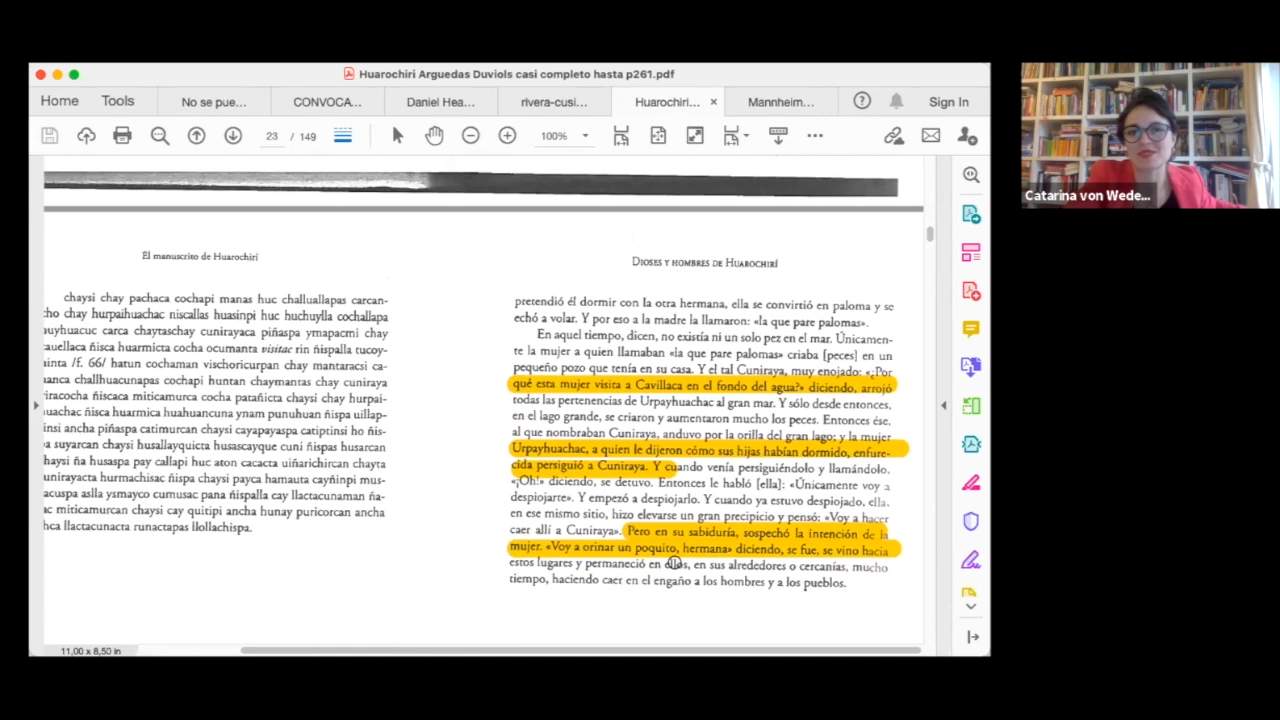 Huarochiri Arguedas Duviols casi completo hasta p261.pdf
Home Tools No se pue... CONVOCA... Daniel Hea... rivera-cusi... Huarochiri... × Mannheim... Sign In
23 / 149 100%
El manuscrito de Huarochirí
chaysi chay pachaca cochapi manas huc challuallapas carcan-
cho chay hurpaihuachac niscallas huasinpi huc huchuylla cochallapa
uyhuacuc carca chaytaschay cunirayaca piñaspa ymapacmi chay
cauellaca ñisca huarmicta cocha ocumanta visitac rin ñispalla tucoy-
ninta /f. 66/ hatun cochaman vischoricurpan chay mantaracsi ca-
nanca challhuacunapas cochapi huntan chaymantas chay cuniraya
iracocha ñiscaca miticamurca cocha patañicta chaysi chay hurpai-
uachac ñisca huarmica huahuancuna ynam punuhuan ñispa uillap-
insi ancha piñaspa catimurcan chaysi cayapayaspa catiptinsi ho ñis-
a suyarcan chaysi husallayquicta husascayque cuni ñispas husarcan
haysi ña husaspa pay callapi huc aton cacacta uiñarichircan chayta
unirayacta hurmachisac ñispa chaysi payca hamauta cayñinpi mus-
acuspa aslla ysmayco cumusac pana ñispalla cay llactacunaman ña-
ac miticamurcan chaysi cay quitipi ancha hunay puricorcan ancha
hca llactacunacta runactapas llollachispa.
DIOSES Y HOMBRES DE HUAROCHIRÍ
pretendió él dormir con la otra hermana, ella se convirtió en paloma y se
echó a volar. Y por eso a la madre la llamaron: «la que pare palomas».
En aquel tiempo, dicen, no existía ni un solo pez en el mar. Únicamen-
te la mujer a quien llamaban «la que pare palomas» criaba [peces] en un
pequeño pozo que tenía en su casa. Y el tal Cuniraya, muy enojado: «¿Por
qué esta mujer visita a Cavillaca en el fondo del agua?» diciendo, arrojó
todas las pertenencias de Urpayhuachac al gran mar. Y sólo desde entonces,
en el lago grande, se criaron y aumentaron mucho los peces. Entonces ése,
al que nombraban Cuniraya, anduvo por la orilla del gran lago; y la mujer
Urpayhuachac, a quien le dijeron cómo sus hijas habían dormido, enfure-
cida persiguió a Cuniraya. Y cuando venía persiguiéndolo y llamándolo,
«¡Oh!» diciendo, se detuvo. Entonces le habló [ella]: «Únicamente voy a
despiojarte». Y empezó a despiojarlo. Y cuando ya estuvo despiojado, ella,
en ese mismo sitio, hizo elevarse un gran precipicio y pensó: «Voy a hacer
caer allí a Cuniraya». Pero en su sabiduría, sospechó la intención de la
mujer. «Voy a orinar un poquito, hermana» diciendo, se fue, se vino hacia
estos lugares y permaneció en ellos, en sus alrededores o cercanías, mucho
tiempo, haciendo caer en el engaño a los hombres y a los pueblos.
11,00 x 8,50 in
Catarina von Wede...